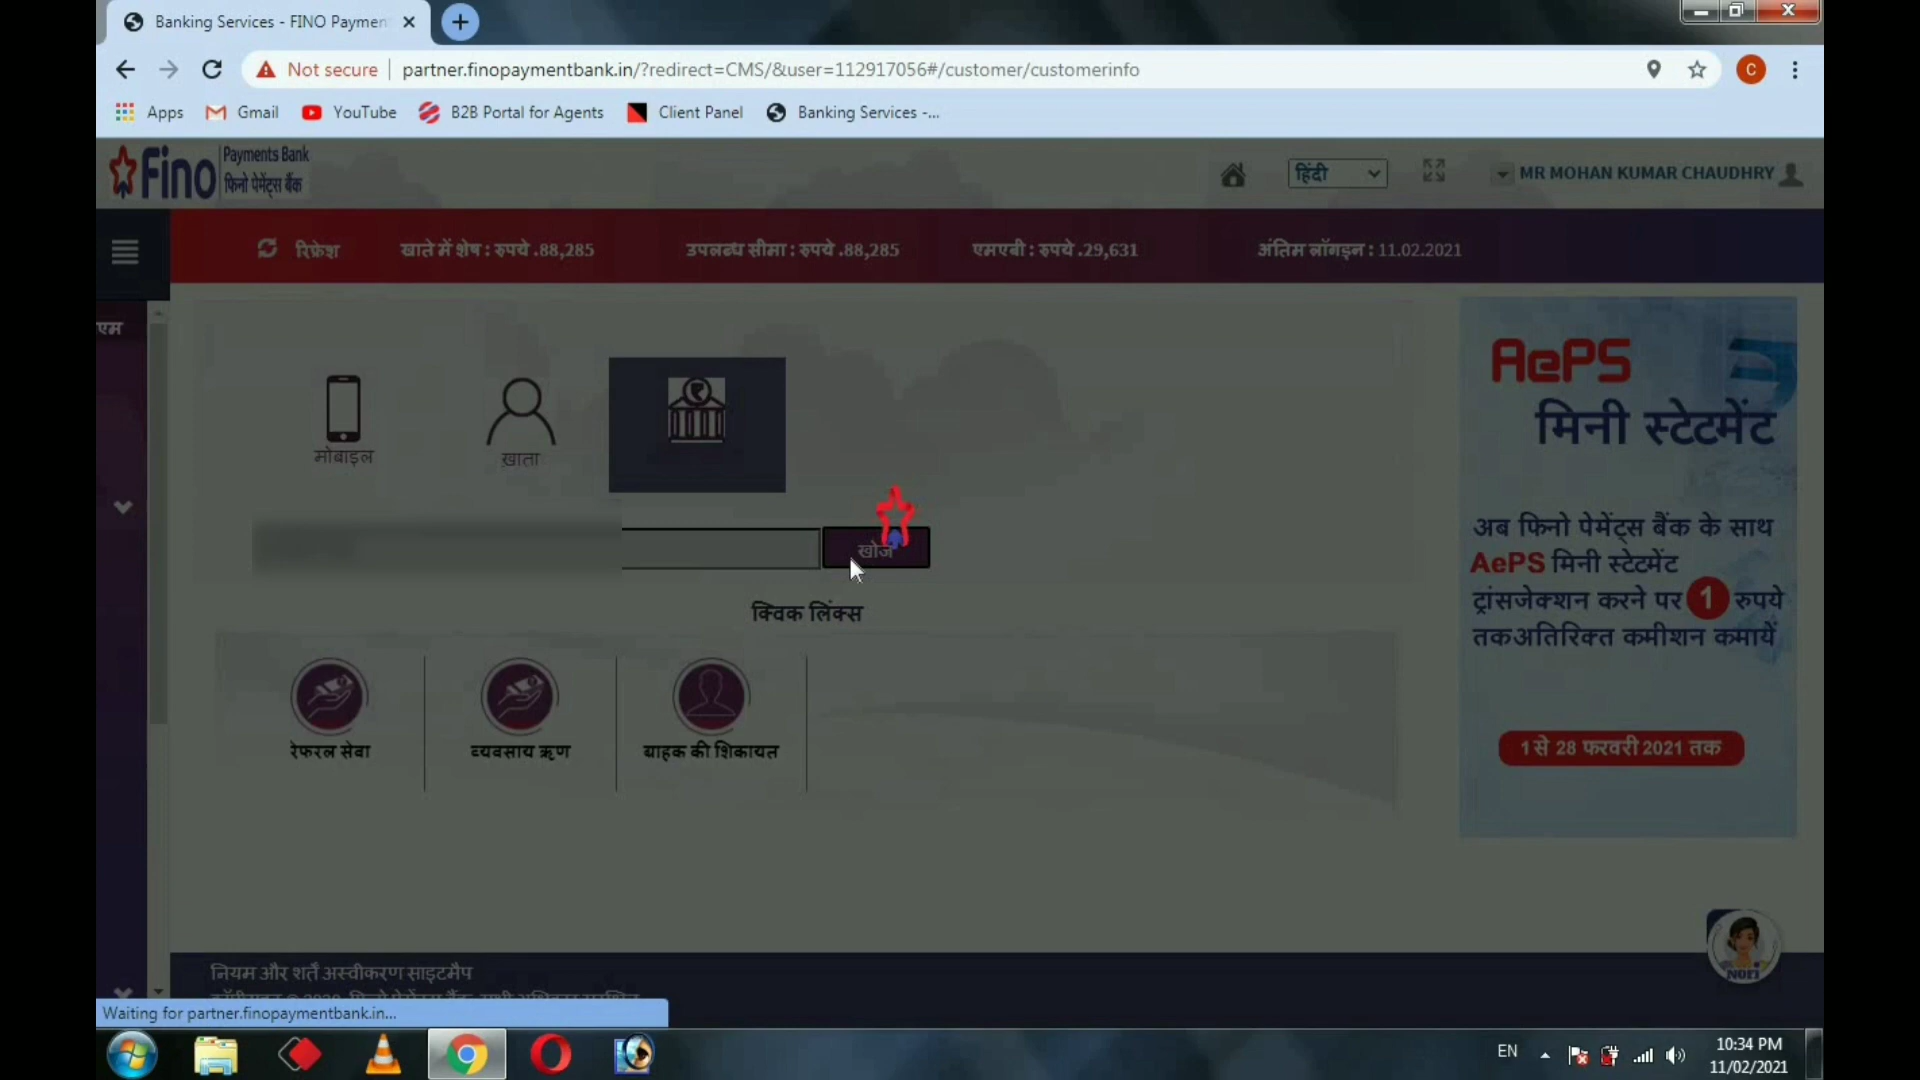 Banking Services - FINO Paymen
Not secure
partner.finopaymentbank.in/?redirect=CMS/&user=112917056#/customer/customerinfo
C
Apps
Gmail
YouTube
B2B Portal for Agents
Client Panel
Banking Services -...
Fino
Payments Bank
फिनो पेमेंट्स बैंक
हिंदी
MR MOHAN KUMAR CHAUDHRY
रिफ्रेश
खाते में शेष : रुपये .88,285
उपलब्ध सीमा : रुपये .88,285
एमएबी : रुपये .29,631
अंतिम लॉगइन : 11.02.2021
एम
मोबाइल
खाता
खोज
क्विक लिंक्स
रेफरल सेवा
व्यवसाय ऋण
ग्राहक की शिकायत
AePS
मिनी स्टेटमेंट
अब फिनो पेमेंट्स बैंक के साथ
AePS मिनी स्टेटमेंट
ट्रांसजेक्शन करने पर 1 रुपये
तकअतिरिक्त कमीशन कमायें
1 से 28 फरवरी 2021 तक
नियम और शर्तें अस्वीकरण साइटमैप
Waiting for partner.finopaymentbank.in...
EN
10:34 PM
11/02/2021